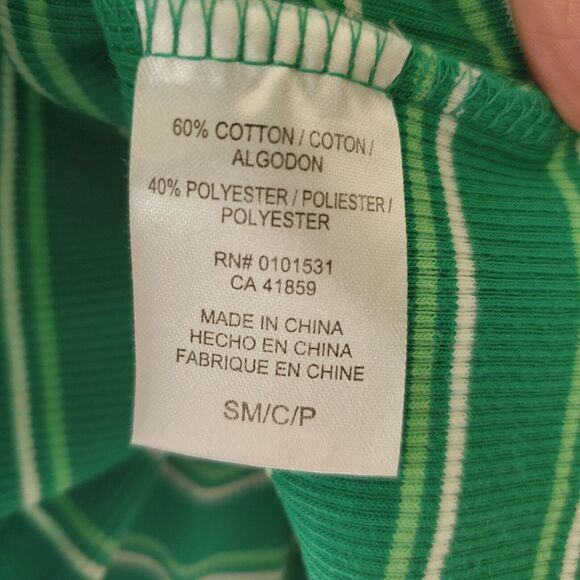 60% COTTON / COTON /
ALGODON
40% POLYESTER / POLIESTER /
POLYESTER
RN# 0101531
CA 41859
MADE IN CHINA
HECHO EN CHINA
FABRIQUE EN CHINE
SM/C/P